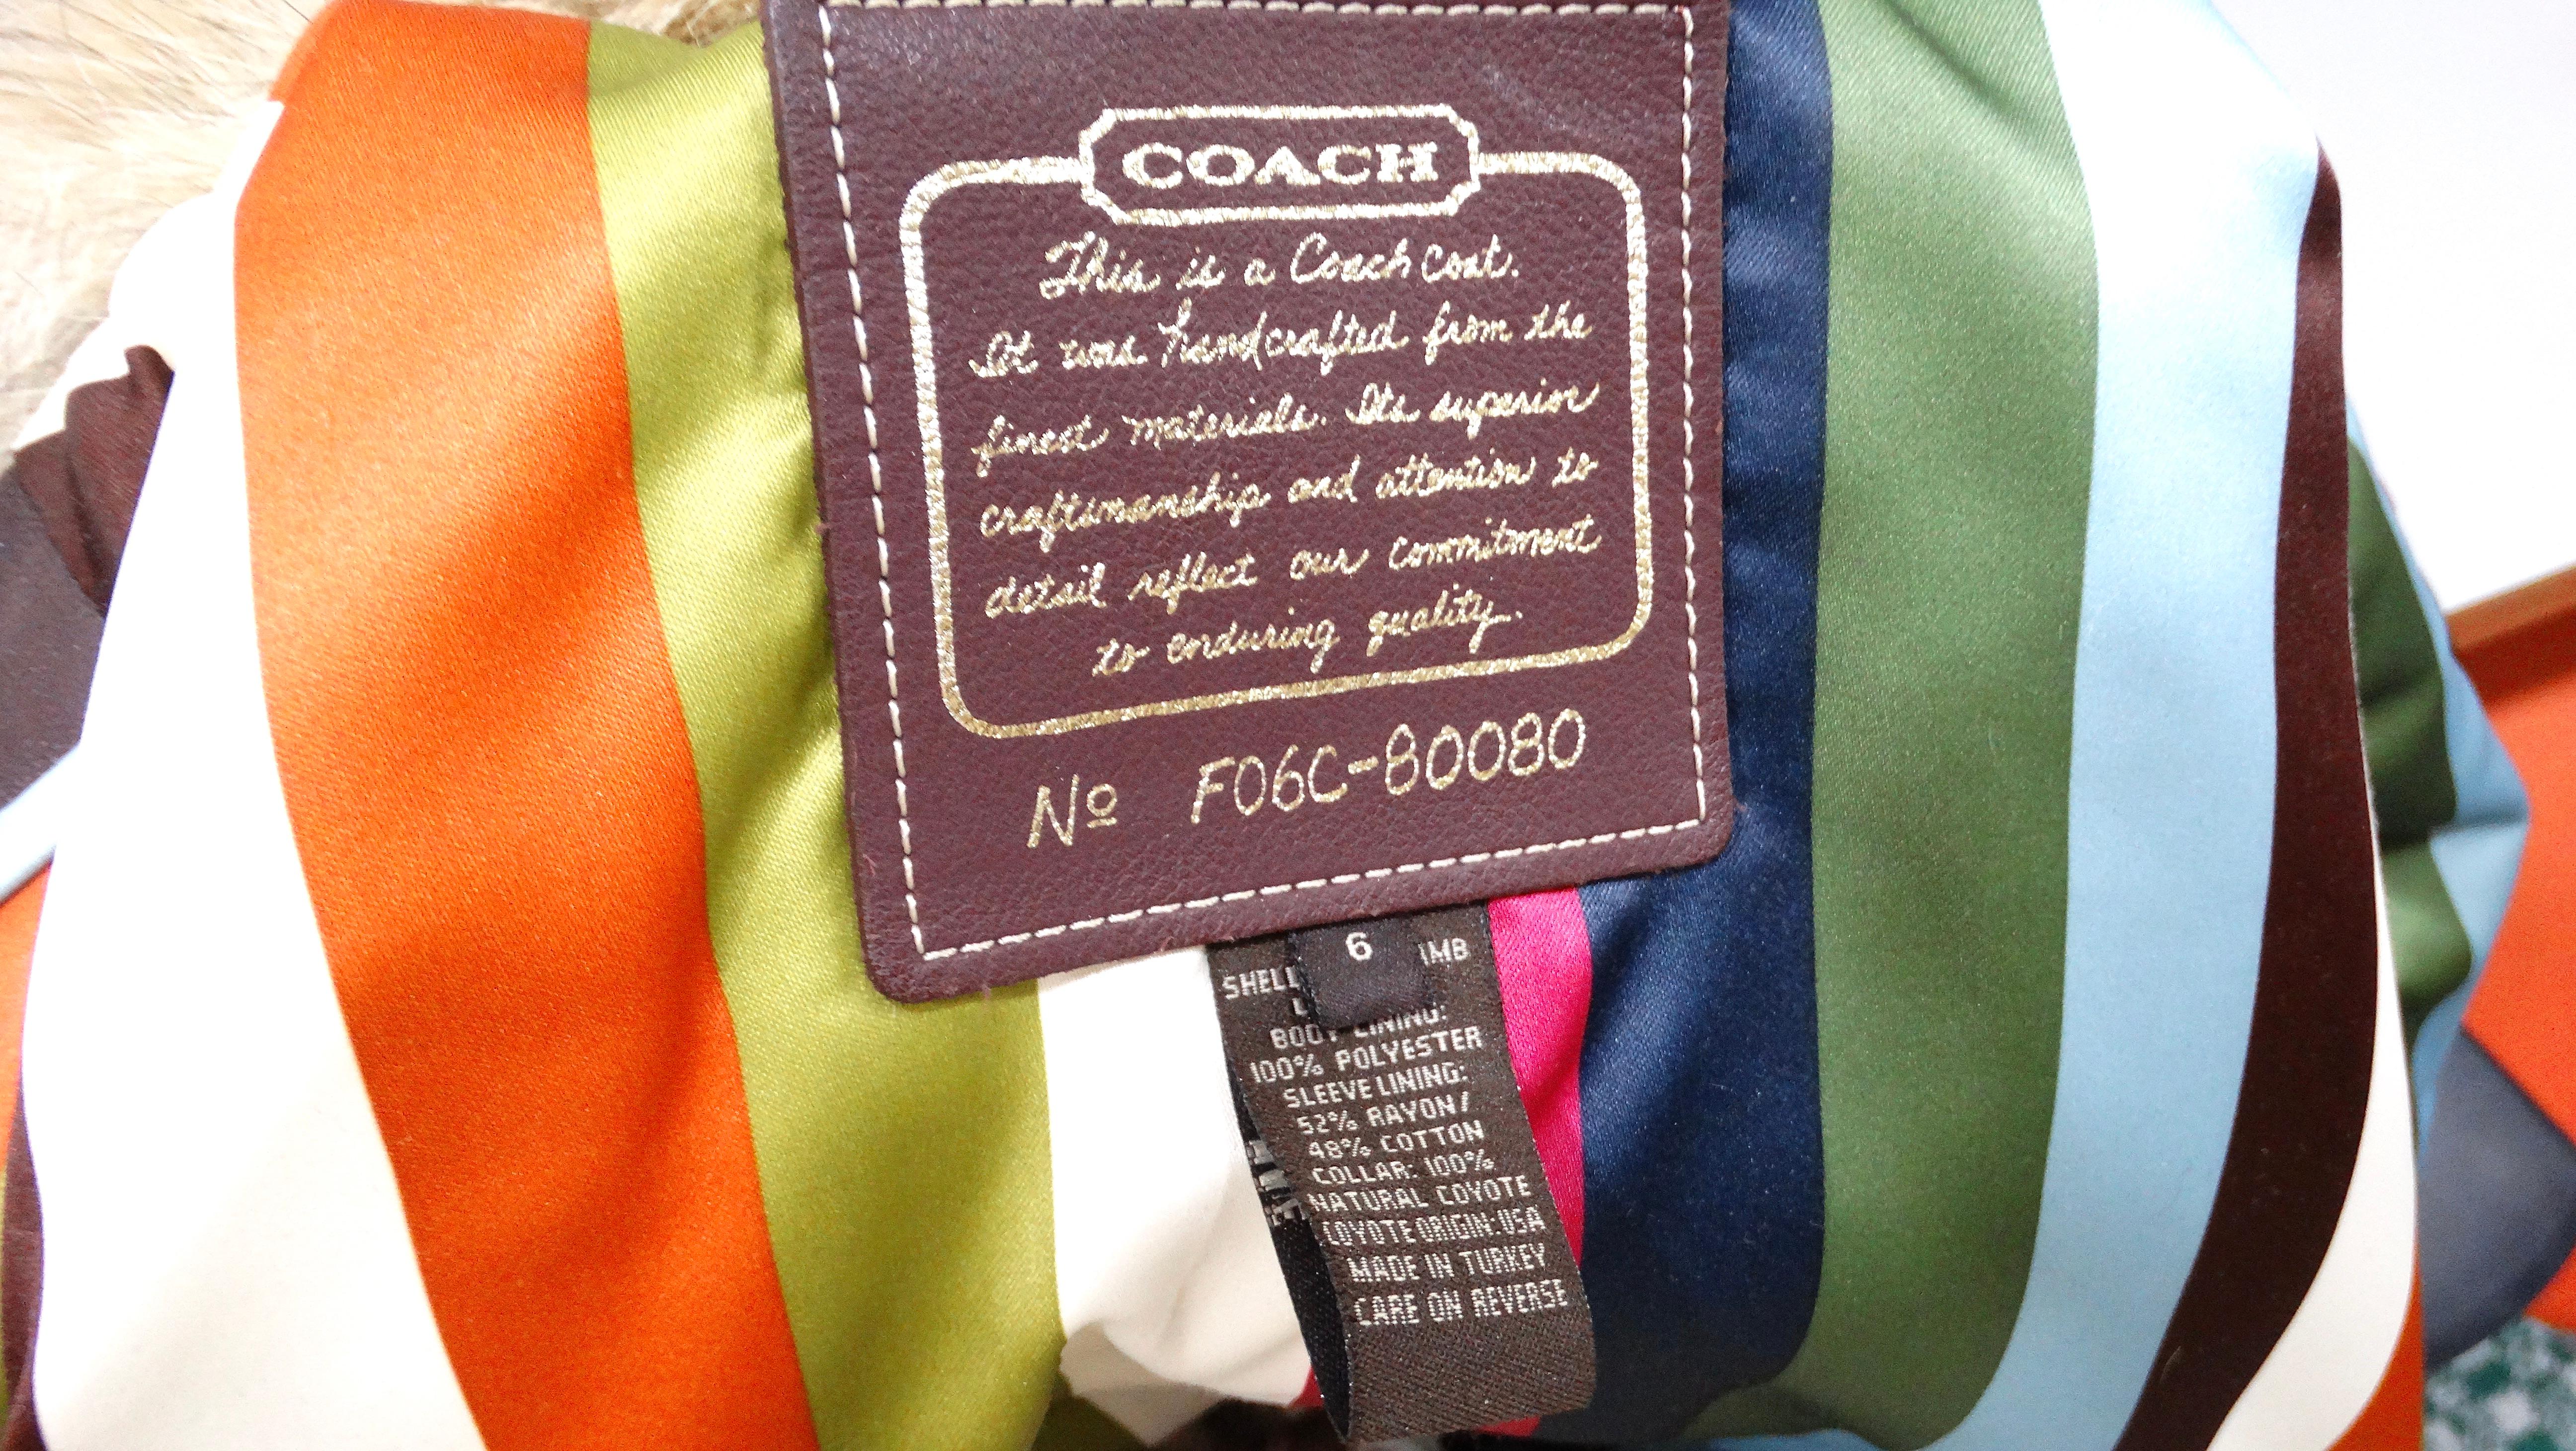 COACH
This is a Coach coat.
It was handcrafted from the
finest materials. Its superior
craftsmanship and attention to
detail reflect our commitment
to enduring quality.
Nº F06C-80080
6
SHELL
BODY LINING:
100% POLYESTER
SLEEVE LINING:
52% RAYON/
48% COTTON
COLLAR: 100%
NATURAL COYOTE
COYOTE ORIGIN: USA
MADE IN TURKEY
CARE ON REVERSE